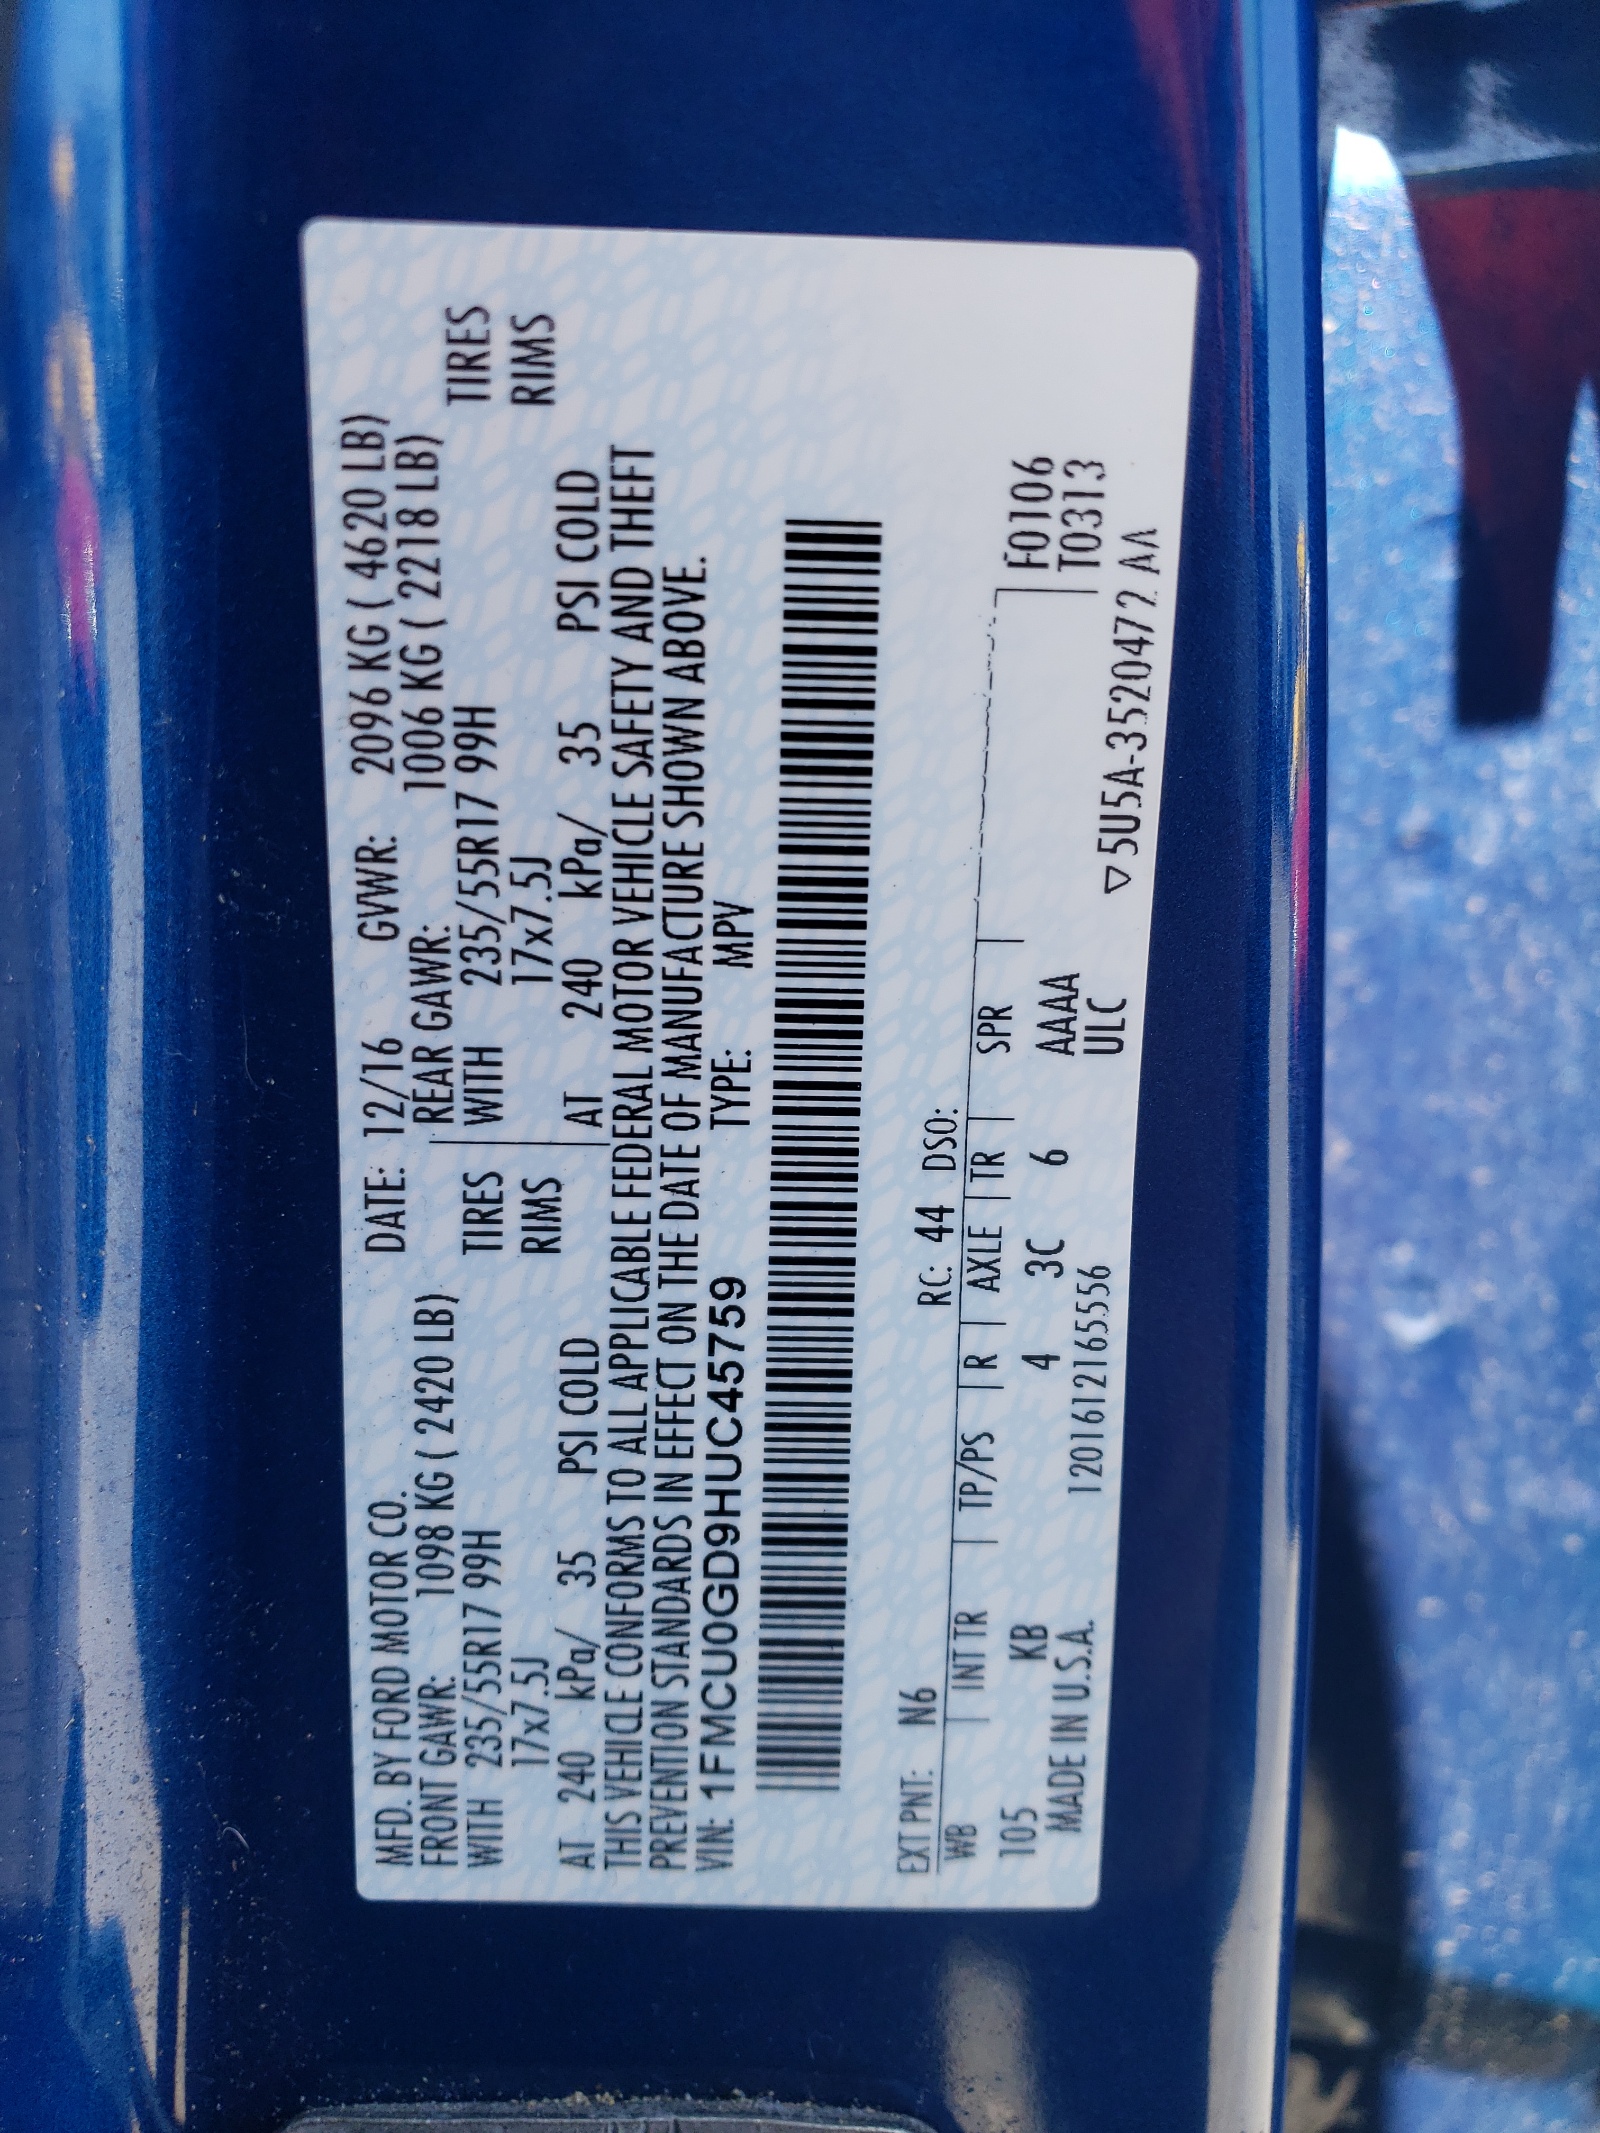 MFD. BY FORD MOTOR CO. DATE: 12/16 GVWR: 2096 KG ( 4620 LB)
FRONT GAWR: 1098 KG ( 2420 LB) REAR GAWR: 1006 KG ( 2218 LB)
WITH 235/55R17 99H TIRES WITH 235/55R17 99H TIRES
17x7.5J RIMS 17x7.5J RIMS
AT 240 kPa/ 35 PSI COLD AT 240 kPa/ 35 PSI COLD
THIS VEHICLE CONFORMS TO ALL APPLICABLE FEDERAL MOTOR VEHICLE SAFETY AND THEFT
PREVENTION STANDARDS IN EFFECT ON THE DATE OF MANUFACTURE SHOWN ABOVE.
VIN: 1FMCU0GD9HUC45759 TYPE: MPV
EXT PNT: N6 RC: 44 DSO:
WB INT TR TP/PS R AXLE TR SPR
105 KB 4 3C 6 AAAA F0106
MADE IN U.S.A. 1201612165556 ULC T0313
▽5U5A-3520472 AA